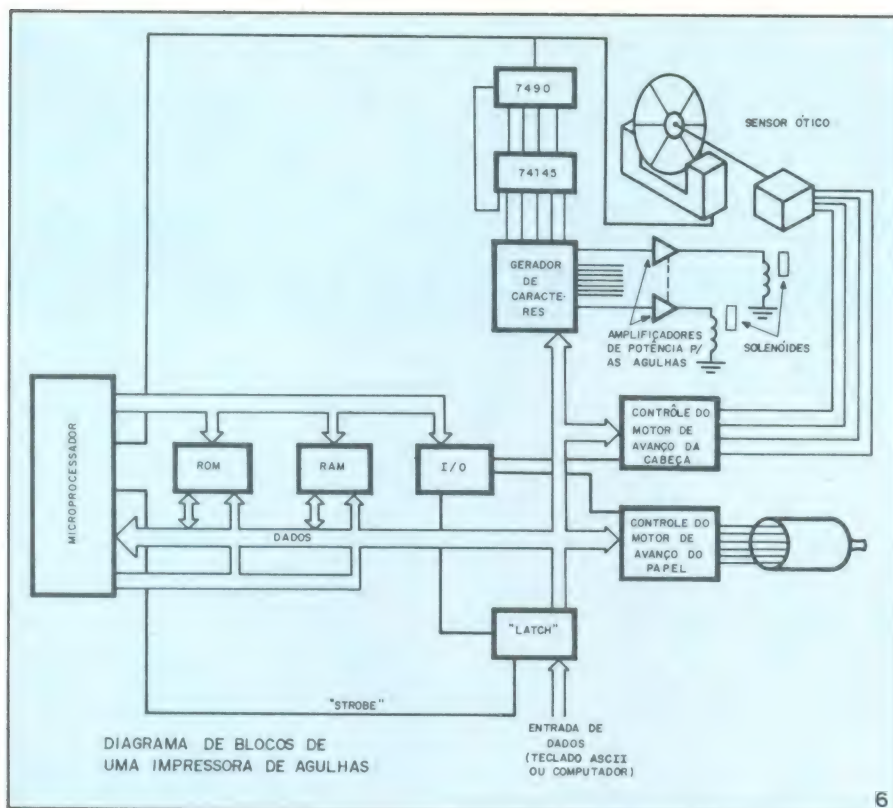 7490
SENSOR ÓTICO
74145
GERADOR
DE
CARACTE-
RES
AMPLIFICADORES
DE POTÊNCIA P/
AS AGULHAS
SOLENÓIDES
MICROPROCESSADOR
ROM
RAM
I/O
CONTRÔLE DO
MOTOR DE
AVANÇO DA
CABEÇA
DADOS
CONTROLE DO
MOTOR DE
AVANÇO DO
PAPEL
"LATCH"
"STROBE"
ENTRADA DE
DADOS
(TECLADO ASCII
OU COMPUTADOR)
DIAGRAMA DE BLOCOS DE
UMA IMPRESSORA DE AGULHAS
6